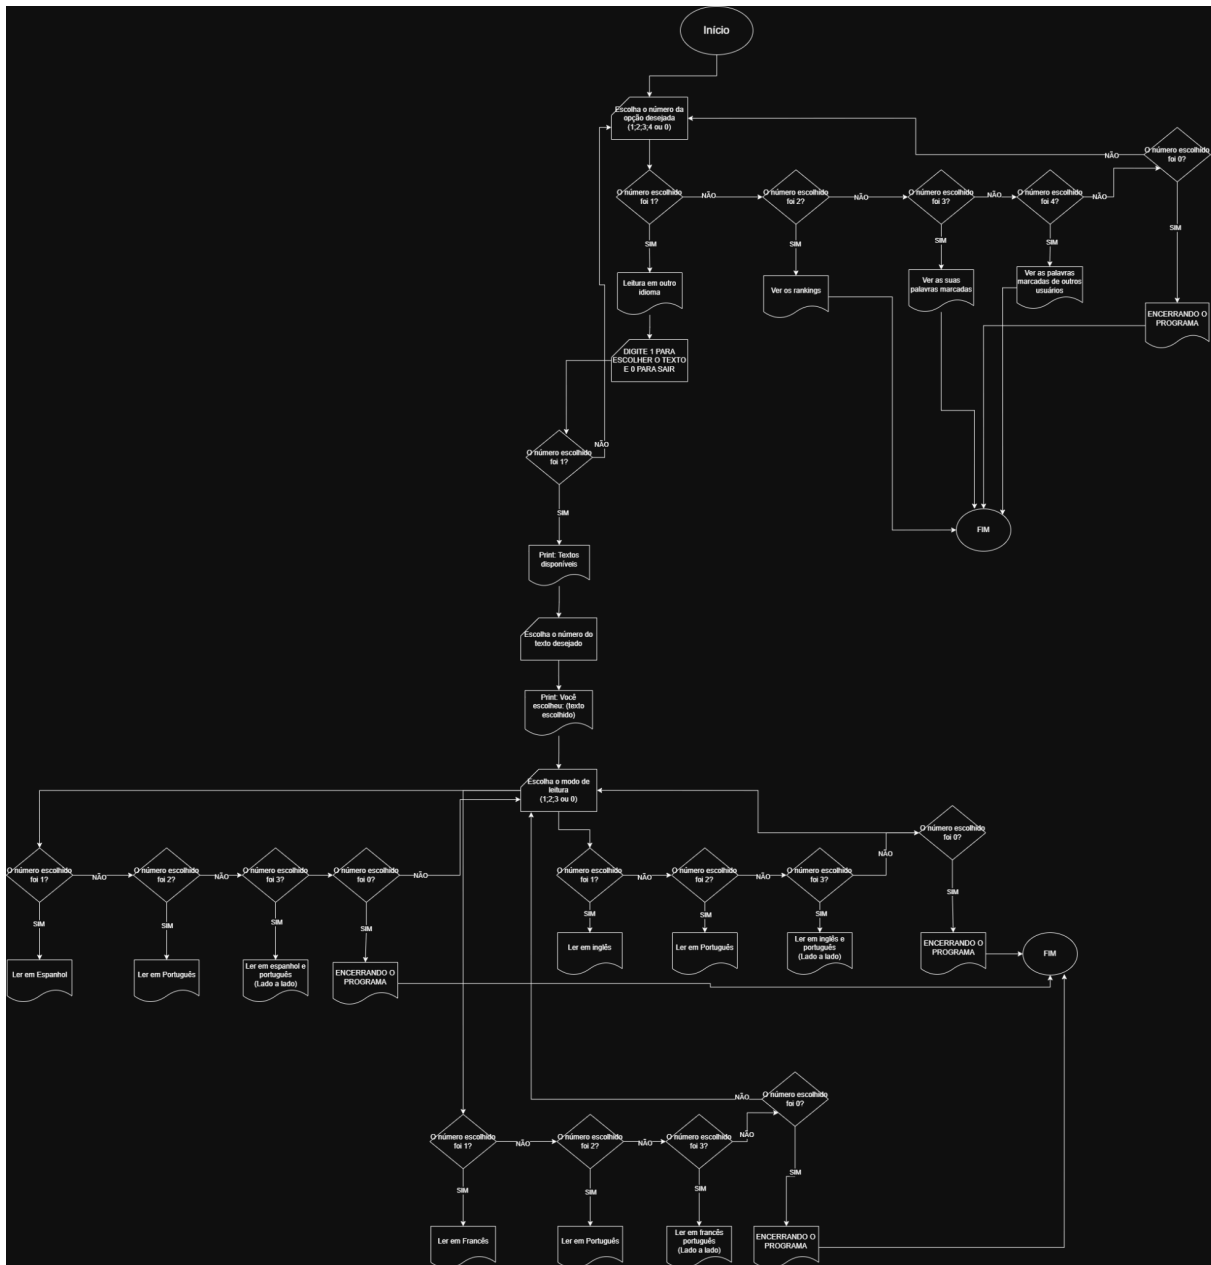 Início
Escolha o número da
opção desejada
(1;2;3;4 ou 0)
O número escolhido
foi 0?
NÃO
O número escolhido
foi 1?
NÃO
O número escolhido
foi 2?
NÃO
O número escolhido
foi 3?
NÃO
O número escolhido
foi 4?
NÃO
SIM
SIM
SIM
SIM
SIM
Leitura em outro
idioma
Ver os rankings
Ver as suas
palavras marcadas
Ver as palavras
marcadas de outros
usuários
ENCERRANDO O
PROGRAMA
DIGITE 1 PARA
ESCOLHER O TEXTO
E 0 PARA SAIR
O número escolhido
foi 1?
NÃO
SIM
FIM
Print: Textos
disponíveis
Escolha o número do
texto desejado
Print: Você
escolheu: (texto
escolhido)
Escolha o modo de
leitura
(1;2;3 ou 0)
O número escolhido
foi 1?
NÃO
O número escolhido
foi 2?
NÃO
O número escolhido
foi 3?
O número escolhido
foi 0?
NÃO
SIM
SIM
SIM
SIM
Ler em Espanhol
Ler em Português
Ler em espanhol e
português
(Lado a lado)
ENCERRANDO O
PROGRAMA
O número escolhido
foi 1?
NÃO
O número escolhido
foi 2?
NÃO
O número escolhido
foi 3?
NÃO
O número escolhido
foi 0?
SIM
SIM
SIM
SIM
Ler em inglês
Ler em Português
Ler em inglês e
português
(Lado a lado)
ENCERRANDO O
PROGRAMA
FIM
O número escolhido
foi 1?
NÃO
O número escolhido
foi 2?
NÃO
O número escolhido
foi 3?
NÃO
O número escolhido
foi 0?
NÃO
SIM
SIM
SIM
SIM
Ler em Francês
Ler em Português
Ler em francês
português
(Lado a lado)
ENCERRANDO O
PROGRAMA